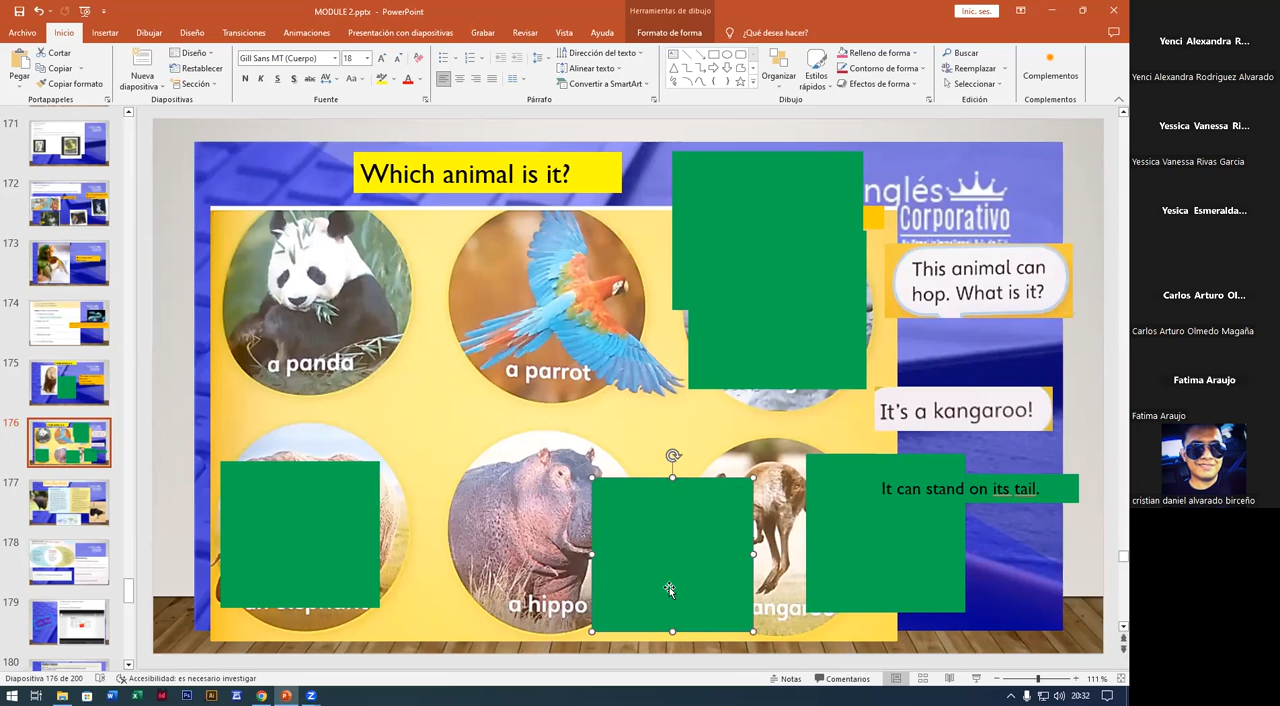 MODULE 2.pptx - PowerPoint
Herramientas de dibujo
Inic. ses.
Archivo
Inicio
Insertar
Dibujar
Diseño
Transiciones
Animaciones
Presentación con diapositivas
Grabar
Revisar
Vista
Ayuda
Formato de forma
¿Qué desea hacer?
Pegar
Cortar
Copiar
Copiar formato
Portapapeles
Nueva
diapositiva
Diseño
Restablecer
Sección
Diapositivas
Gill Sans MT (Cuerpo)
18
N K S S abc AV Aa A
Fuente
Párrafo
Dirección del texto
Alinear texto
Convertir a SmartArt
Organizar
Estilos
rápidos
Relleno de forma
Contorno de forma
Efectos de forma
Dibujo
Buscar
Reemplazar
Seleccionar
Edición
Complementos
Complementos
171
172
173
174
175
176
177
178
179
180
Which animal is it?
nglés
Corporativo
This animal can
hop. What is it?
a panda
a parrot
It's a kangaroo!
It can stand on its tail.
a hippo
Diapositiva 176 de 200
Accesibilidad: es necesario investigar
Notas
Comentarios
111 %
20:32
Yenci Alexandra R...
Yenci Alexandra Rodriguez Alvarado
Yessica Vanessa Ri...
Yessica Vanessa Rivas Garcia
Yesica Esmeralda...
Carlos Arturo Ol...
Carlos Arturo Olmedo Magaña
Fatima Araujo
Fatima Araujo
cristian daniel alvarado birceño